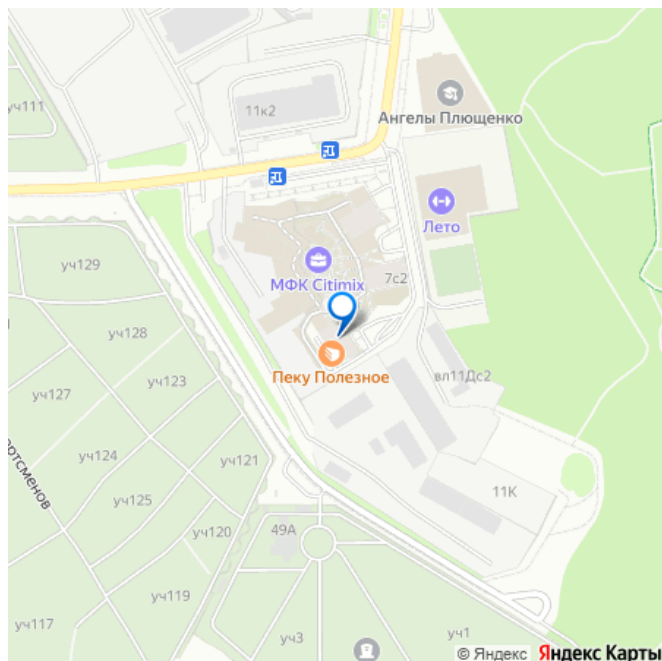 уч111
11к2
Ангелы Плющенко
Лето
уч129
МФК Citimix
7с2
уч128
Пеку Полезное
вл11Дс2
уч123
уч127
уч124
уч121
уч125
11К
49А
уч120
уч119
уч117
уч3
уч1
© Яндекс Яндекс Карты